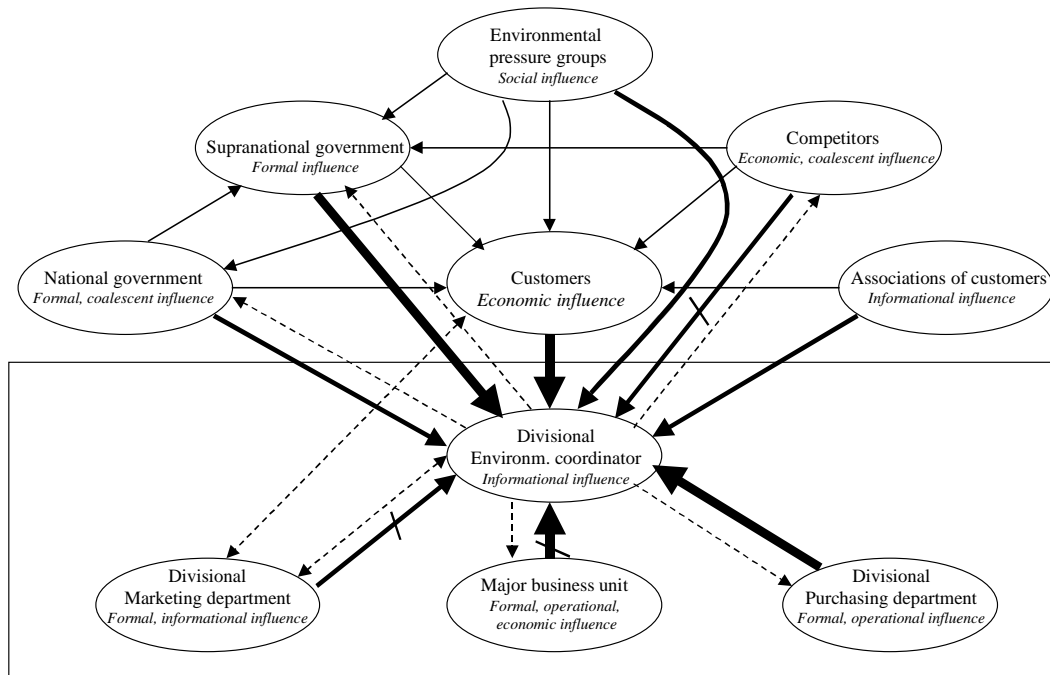 Environmental
pressure groups
Social influence
Supranational government
Formal influence
Competitors
Economic, coalescent influence
National government
Formal, coalescent influence
Customers
Economic influence
Associations of customers
Informational influence
Divisional
Environm. coordinator
Informational influence
Divisional
Marketing department
Formal, informational influence
Major business unit
Formal, operational,
economic influence
Divisional
Purchasing department
Formal, operational influence